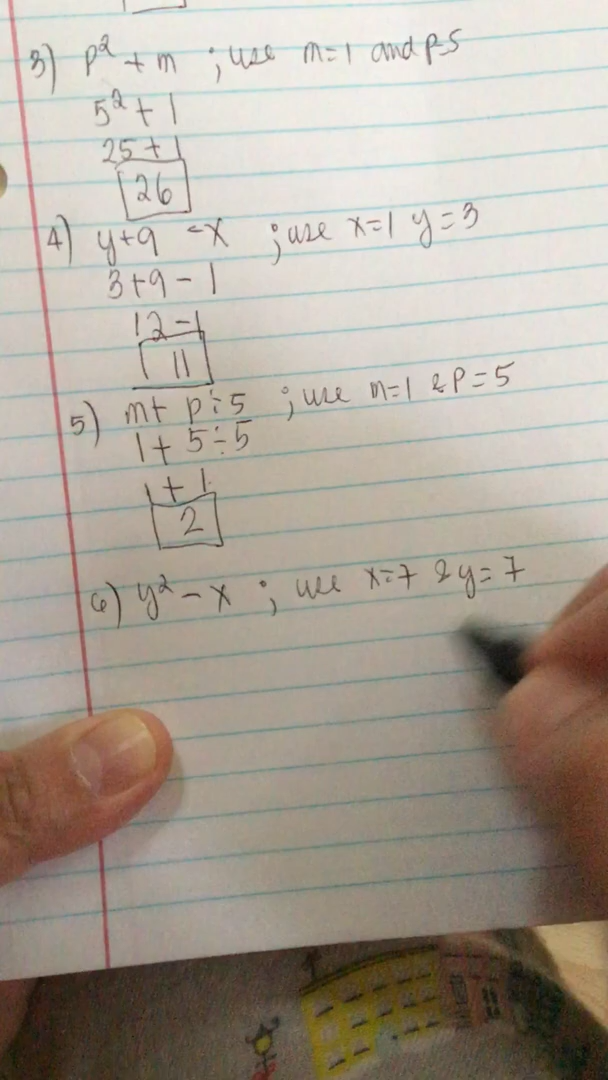 3) p² + m ; use m=1 and p=5
5² + 1
25 + 1
26
4) y+9 -x ; use x=1 y=3
3+9 - 1
12 - 1
11
5) m+ p÷5 ; use m=1 & p=5
1 + 5÷5
1 + 1
2
6) y² - x ; use x=7 & y=7